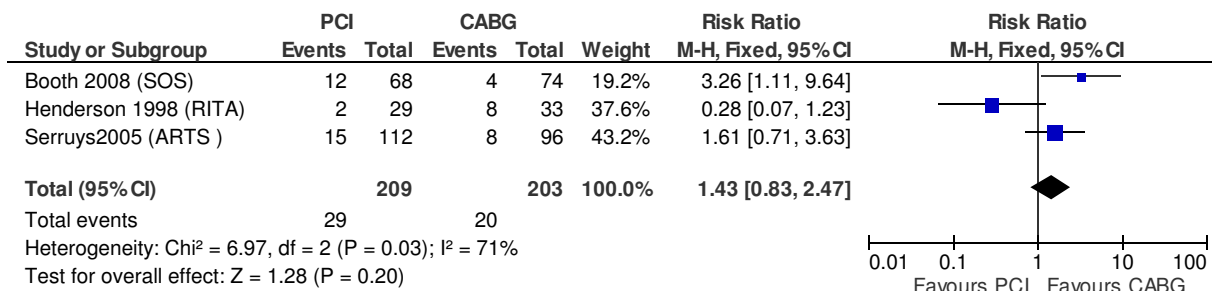 PCI CABG Risk Ratio Risk Ratio
Study or Subgroup Events Total Events Total Weight M-H, Fixed, 95% CI M-H, Fixed, 95% CI
Booth 2008 (SOS) 12 68 4 74 19.2% 3.26 [1.11, 9.64]
Henderson 1998 (RITA) 2 29 8 33 37.6% 0.28 [0.07, 1.23]
Serruys2005 (ARTS ) 15 112 8 96 43.2% 1.61 [0.71, 3.63]
Total (95% CI) 209 203 100.0% 1.43 [0.83, 2.47]
Total events 29 20
Heterogeneity: Chi² = 6.97, df = 2 (P = 0.03); I² = 71%
Test for overall effect: Z = 1.28 (P = 0.20)
0.01 0.1 1 10 100
Favours PCI Favours CABG